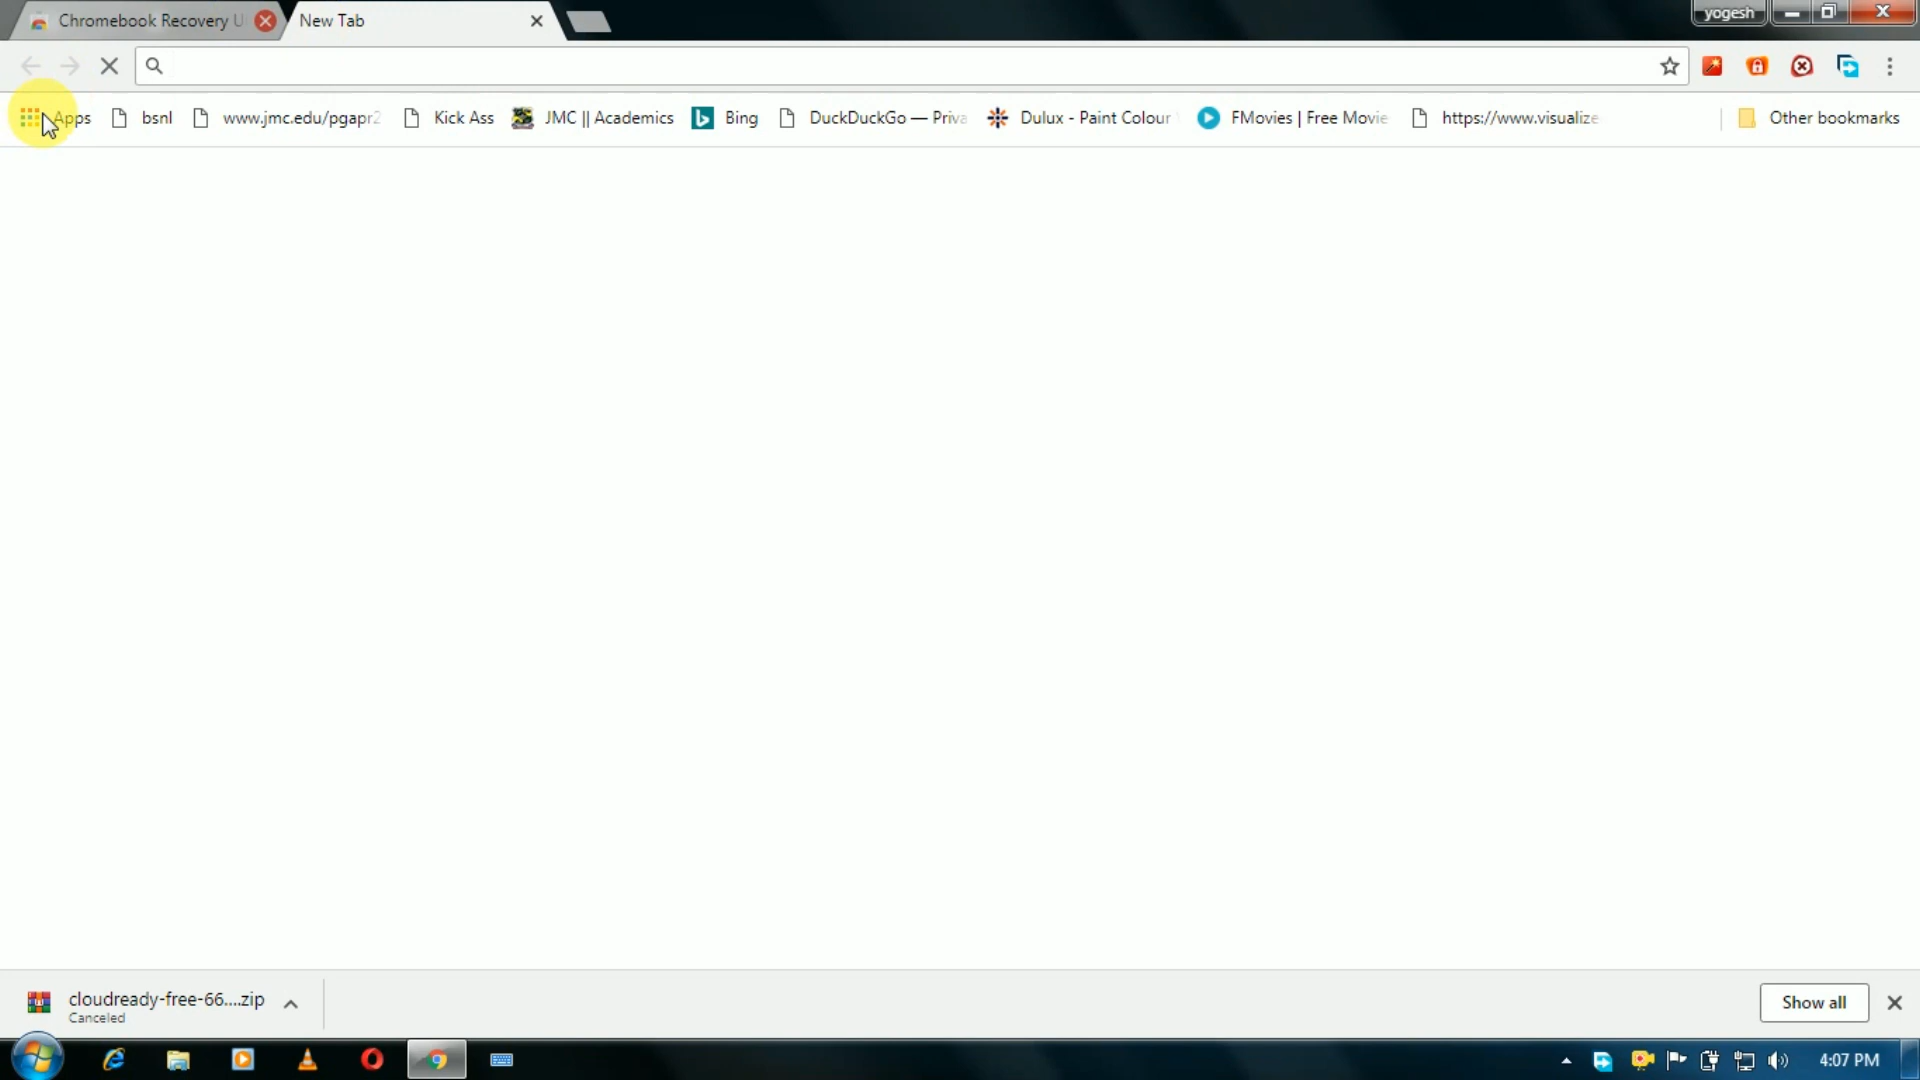 Chromebook Recovery U
New Tab
yogesh
Apps
bsnl
www.jmc.edu/pgapr2
Kick Ass
JMC || Academics
Bing
DuckDuckGo — Priva
Dulux - Paint Colour
FMovies | Free Movie
https://www.visualize
Other bookmarks
cloudready-free-66....zip
Canceled
Show all
4:07 PM